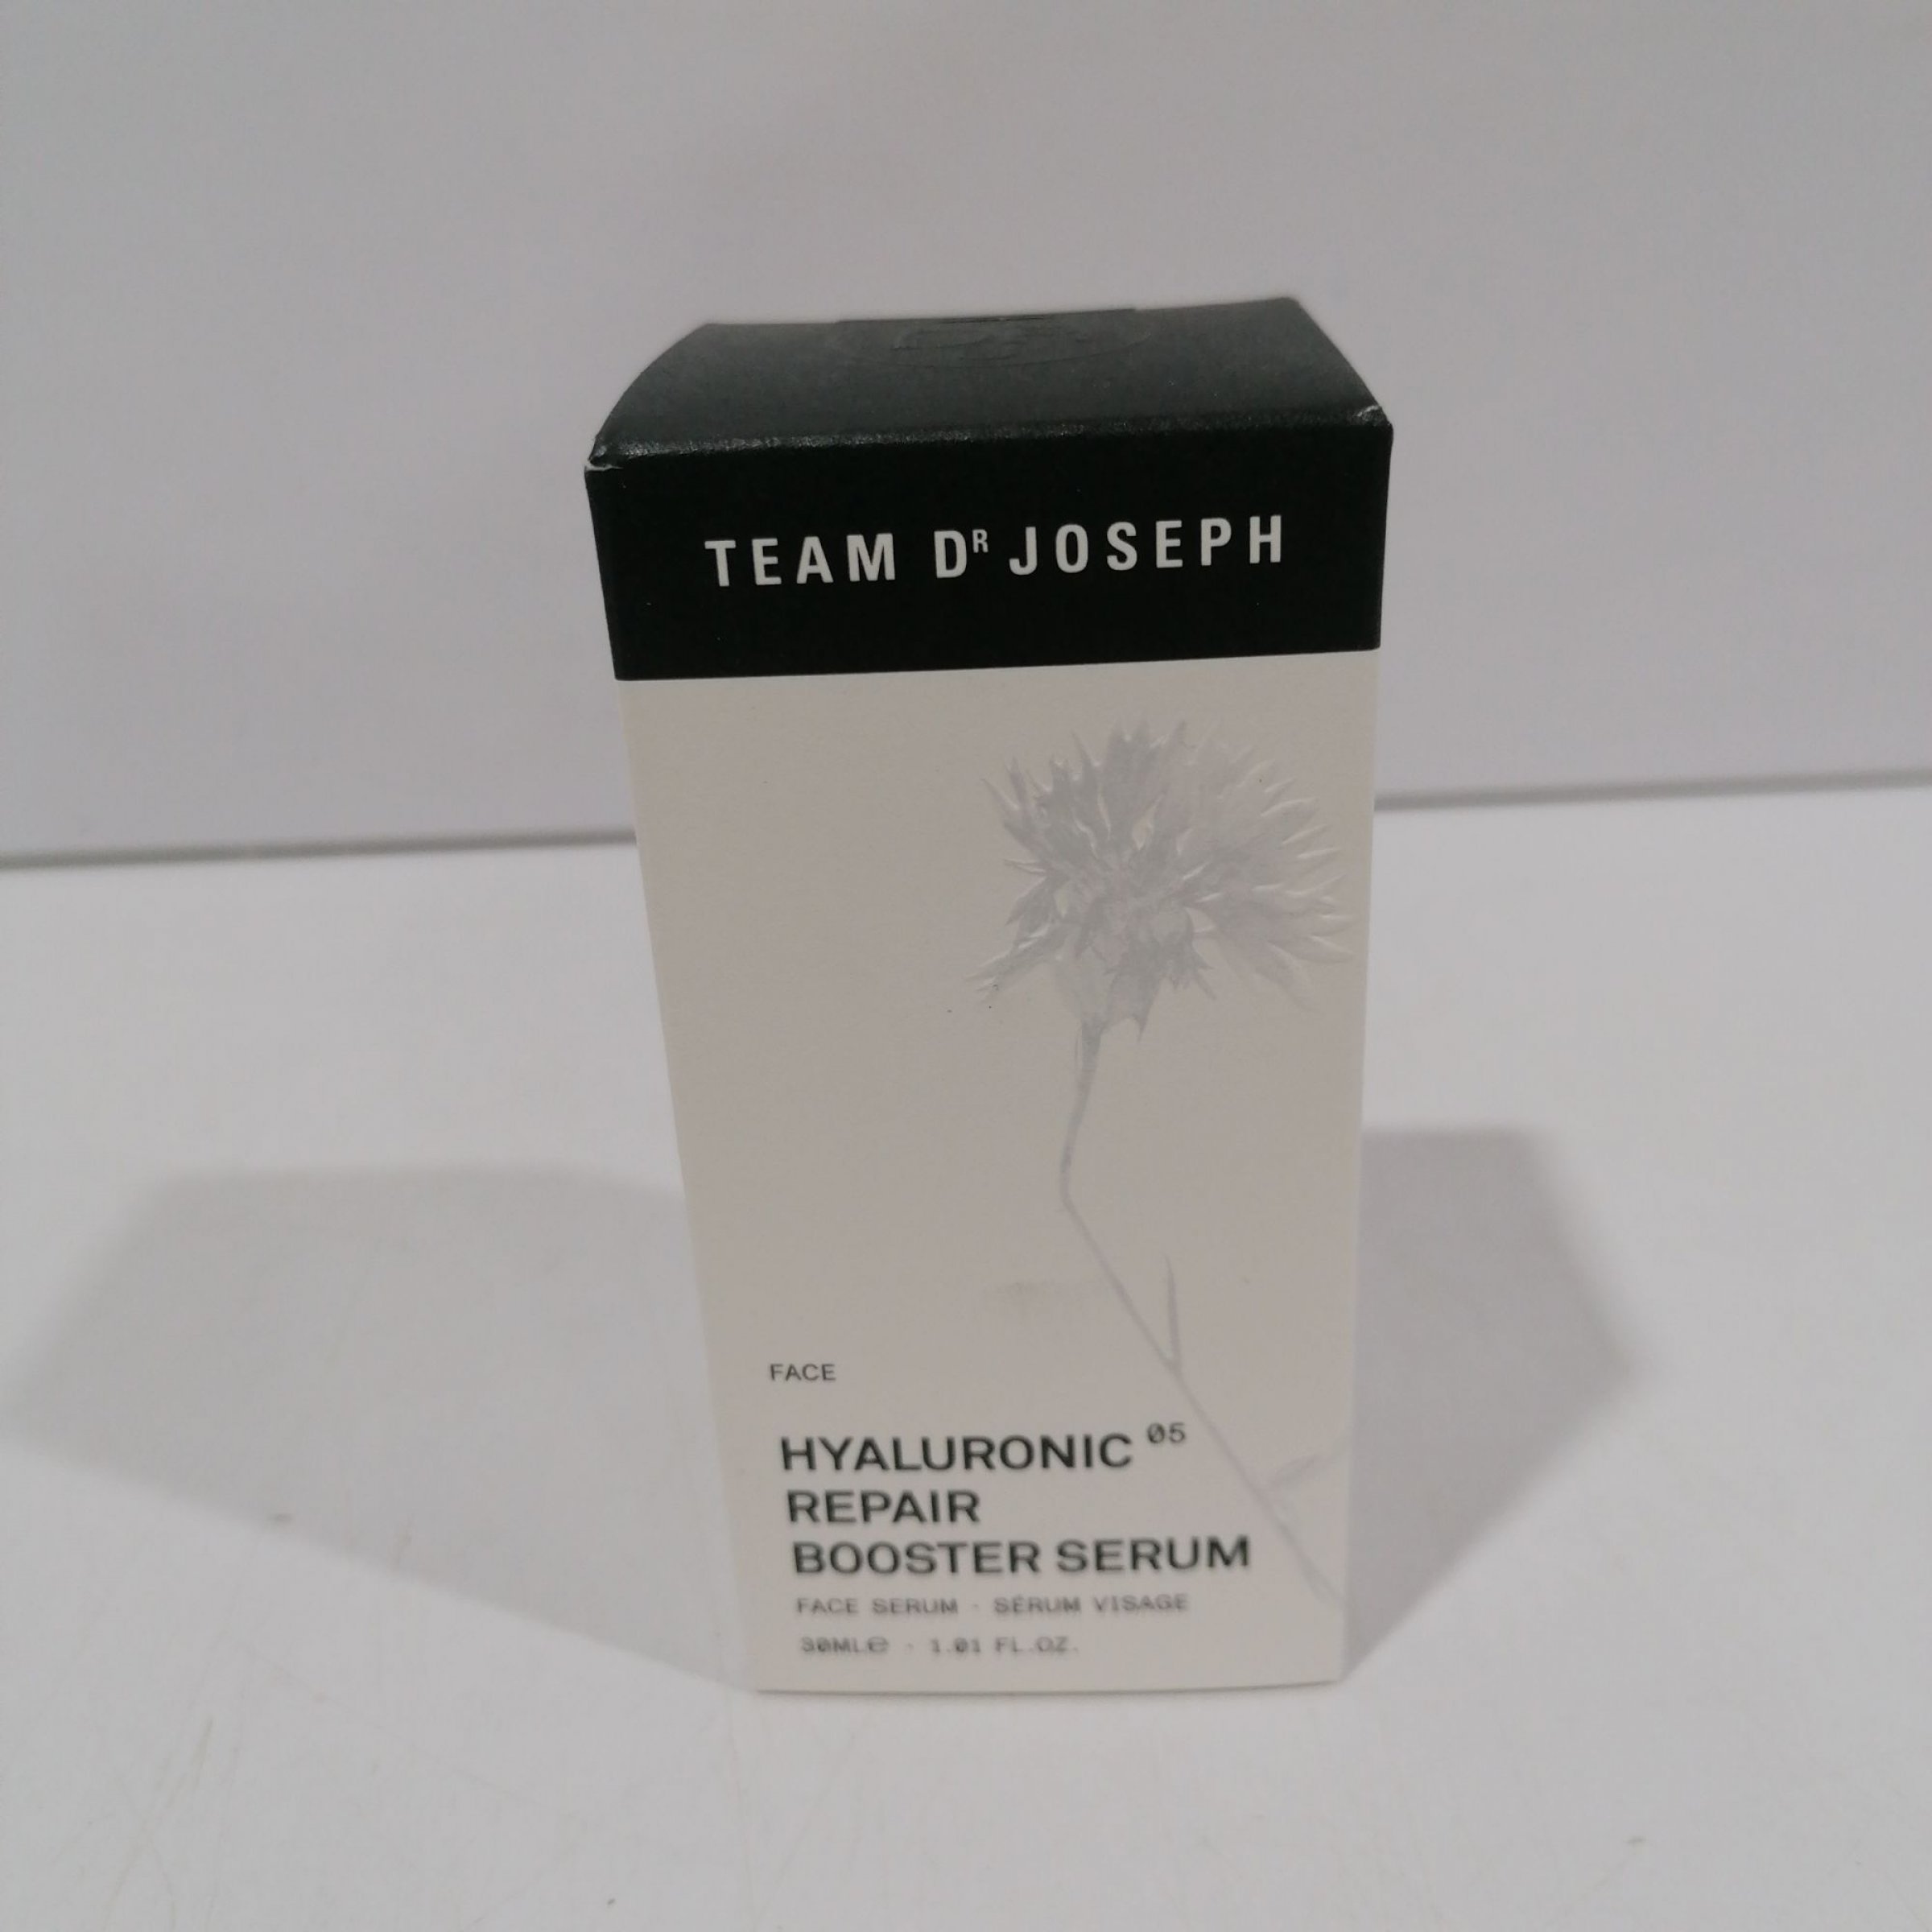 TEAM DR JOSEPH
FACE
HYALURONIC 05
REPAIR
BOOSTER SERUM
FACE SERUM - SÉRUM VISAGE
30ML℮ - 1.01 FL.OZ.